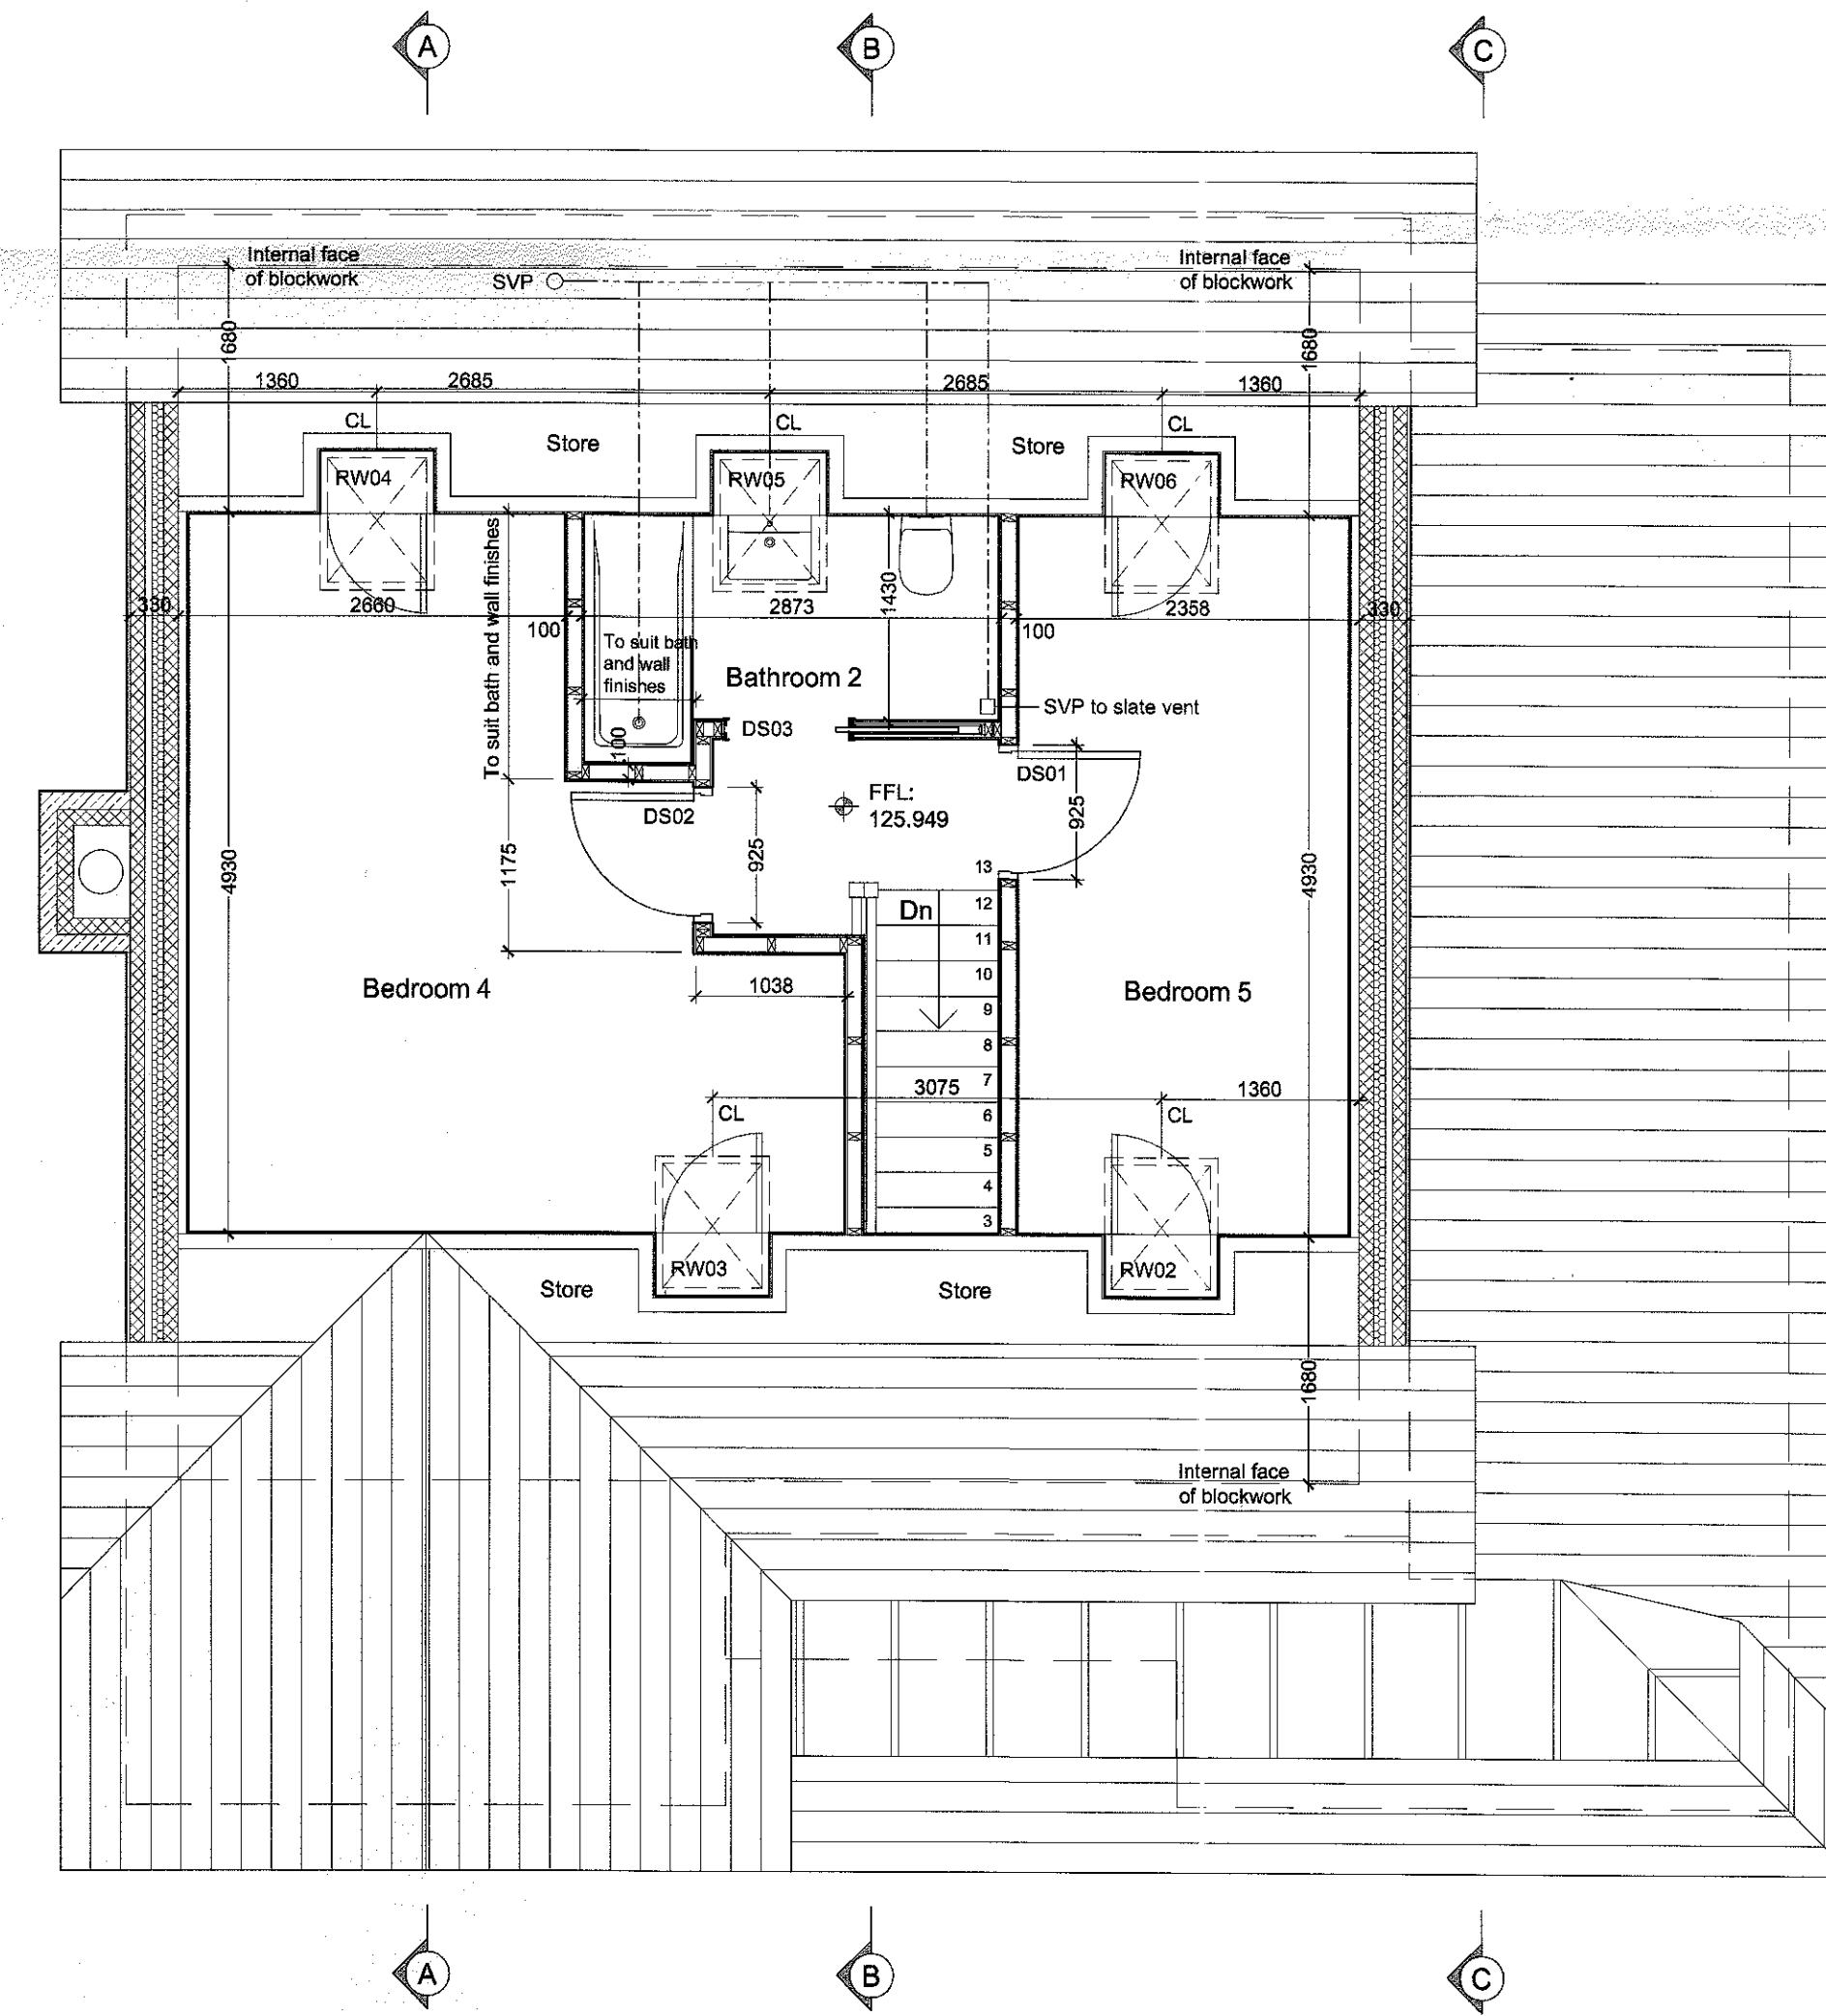 A
B
C
Internal face
of blockwork
SVP
Internal face
of blockwork
1680
1680
1360
2685
2685
1360
CL
CL
CL
Store
Store
RW04
RW05
RW06
To suit bath and wall finishes
1430
330
2660
2873
2358
330
100
100
To suit bath
and wall
finishes
Bathroom 2
SVP to slate vent
DS03
100
DS01
FFL:
125.949
DS02
925
925
4930
1175
4930
13
Dn
12
11
10
9
8
7
6
5
4
3
Bedroom 4
1038
Bedroom 5
3075
1360
CL
CL
RW03
RW02
Store
Store
1680
Internal face
of blockwork
A
B
C